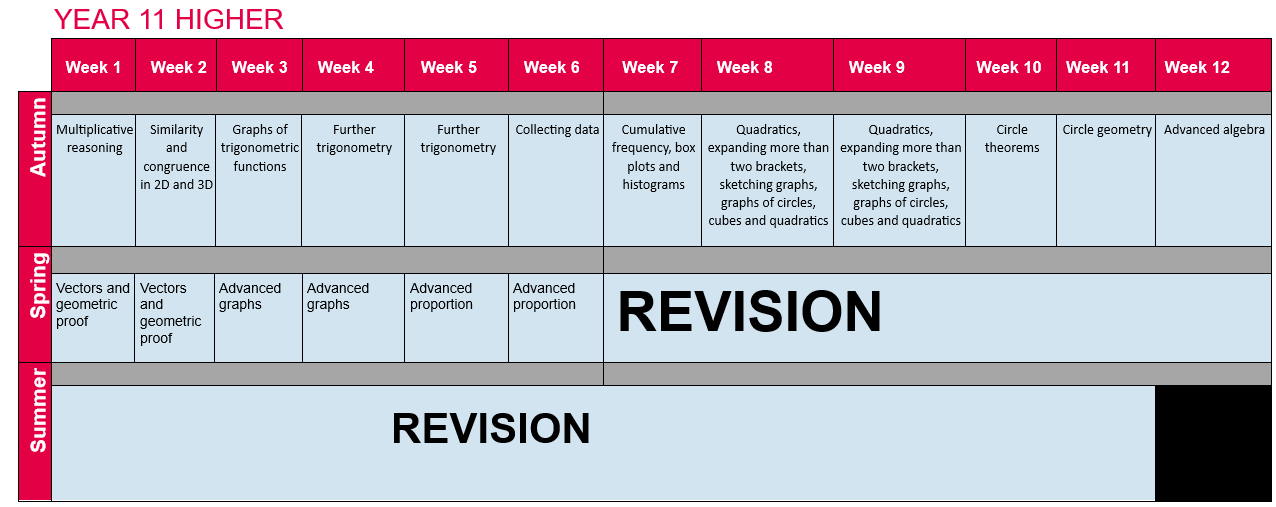 YEAR 11 HIGHER
Week 1 Week 2 Week 3 Week 4 Week 5 Week 6 Week 7 Week 8 Week 9 Week 10 Week 11 Week 12
Autumn
Multiplicative
reasoning
Similarity
and
congruence
in 2D and 3D
Graphs of
trigonometric
functions
Further
trigonometry
Further
trigonometry
Collecting data
Cumulative
frequency, box
plots and
histograms
Quadratics,
expanding more than
two brackets,
sketching graphs,
graphs of circles,
cubes and quadratics
Quadratics,
expanding more than
two brackets,
sketching graphs,
graphs of circles,
cubes and quadratics
Circle
theorems
Circle geometry
Advanced algebra
Spring
Vectors and
geometric
proof
Vectors
and
geometric
proof
Advanced
graphs
Advanced
graphs
Advanced
proportion
Advanced
proportion
REVISION
Summer
REVISION